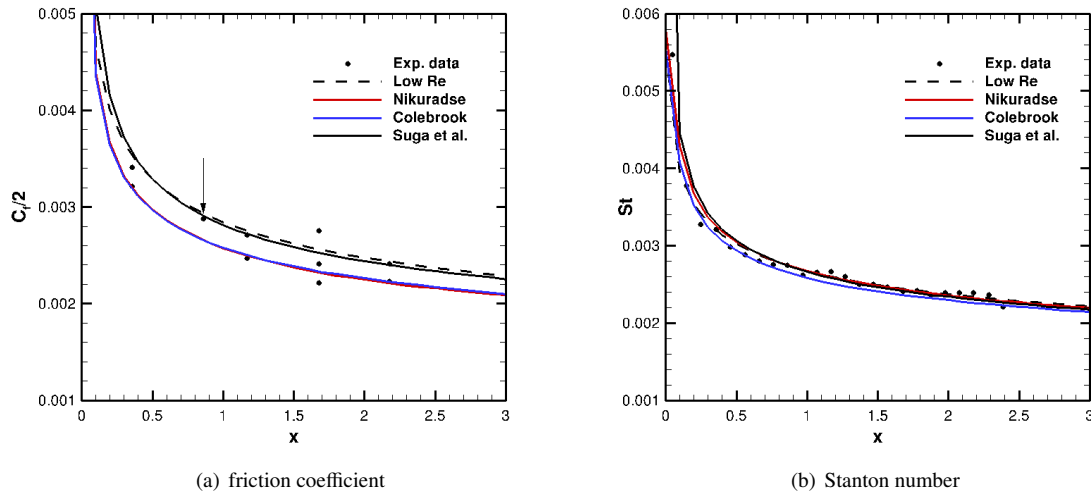 0.005
0.004
0.003
0.002
0.001
C_f/2
0 0.5 1 1.5 2 2.5 3
x
Exp. data
Low Re
Nikuradse
Colebrook
Suga et al.
(a) friction coefficient
0.006
0.005
0.004
0.003
0.002
0.001
St
0 0.5 1 1.5 2 2.5 3
x
Exp. data
Low Re
Nikuradse
Colebrook
Suga et al.
(b) Stanton number